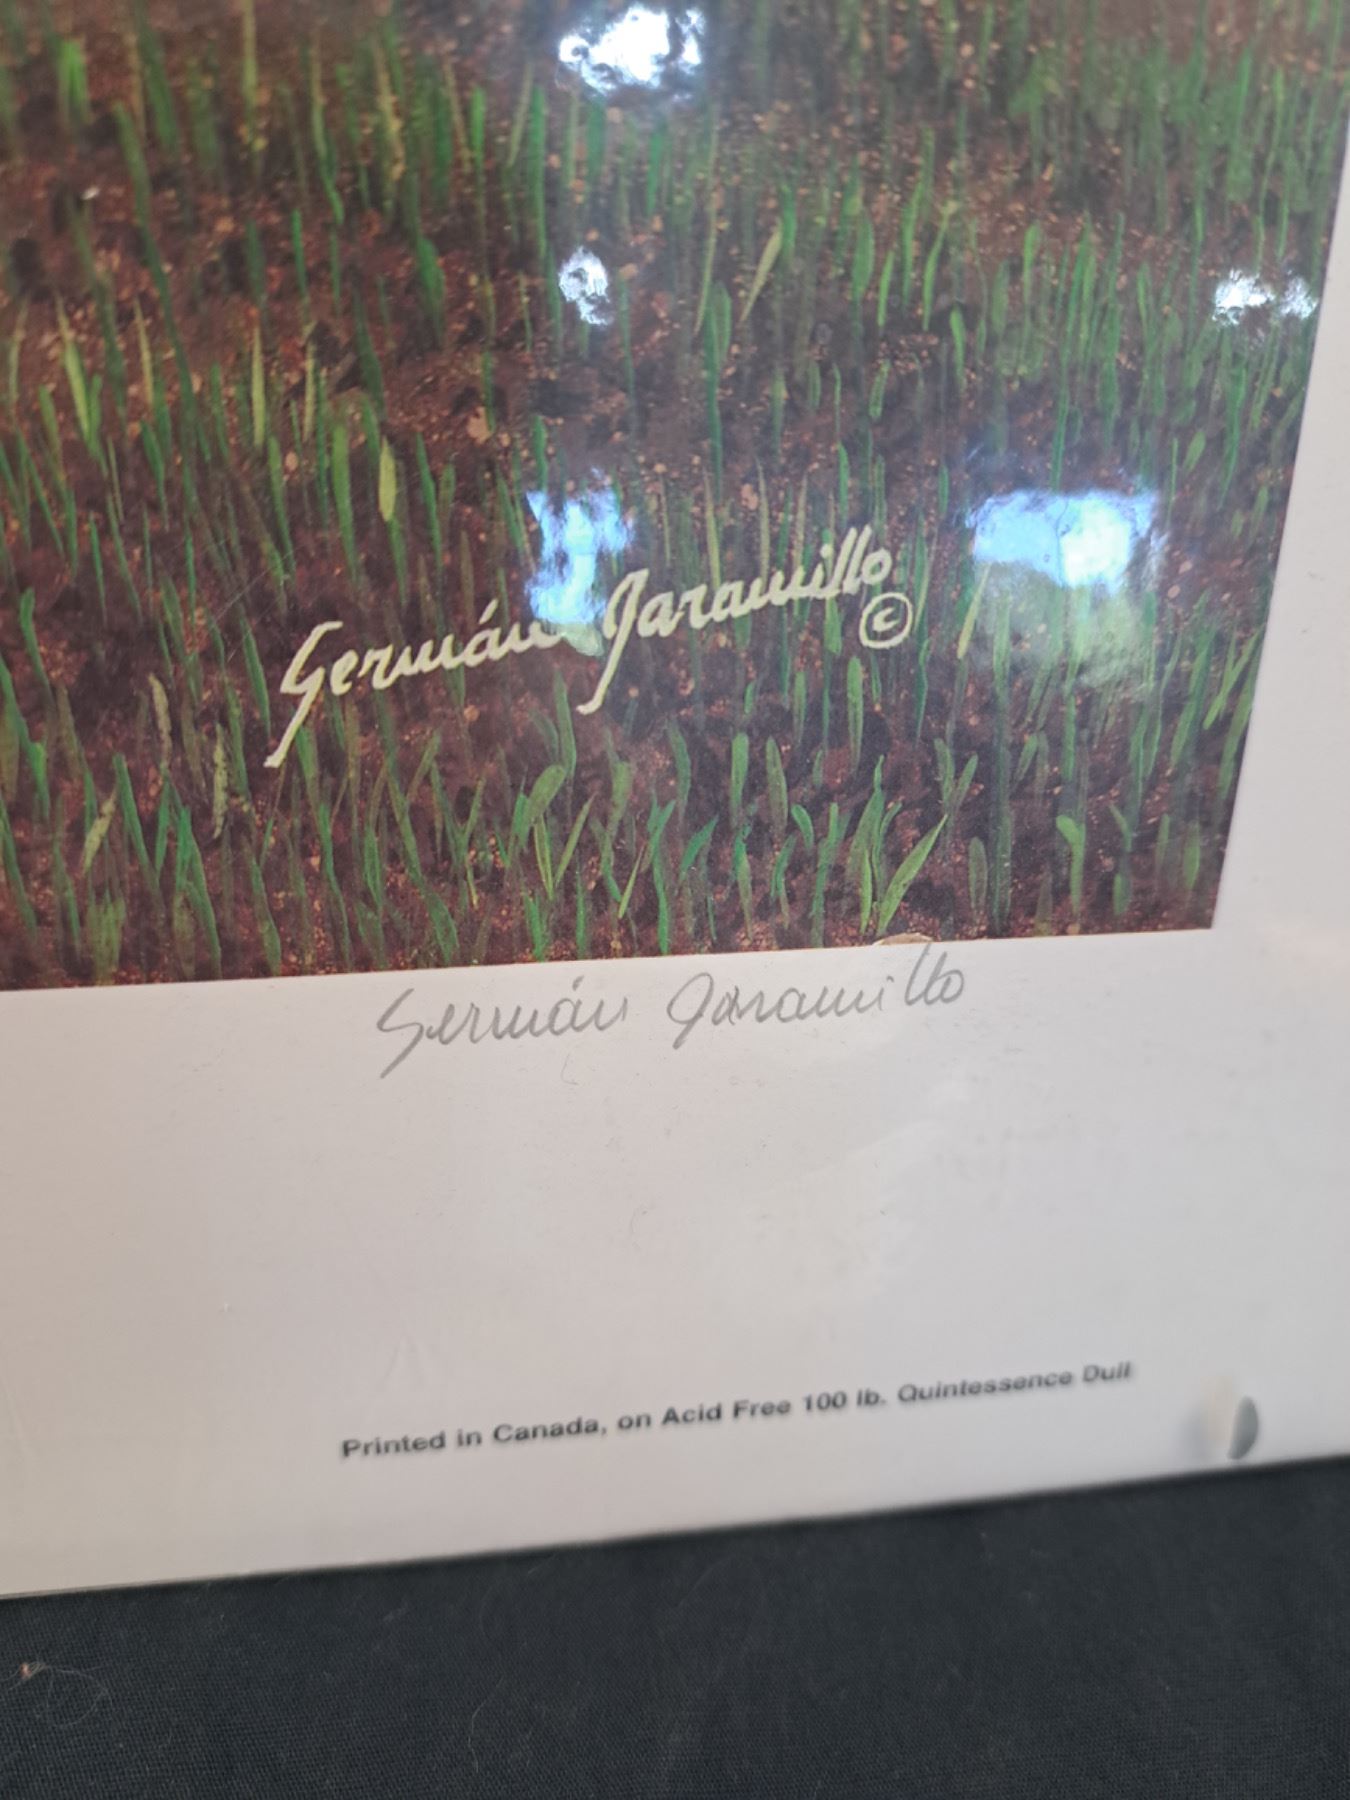 Germán Jaramillo ©
Germán Jaramillo
Printed in Canada, on Acid Free 100 lb. Quintessence Dull